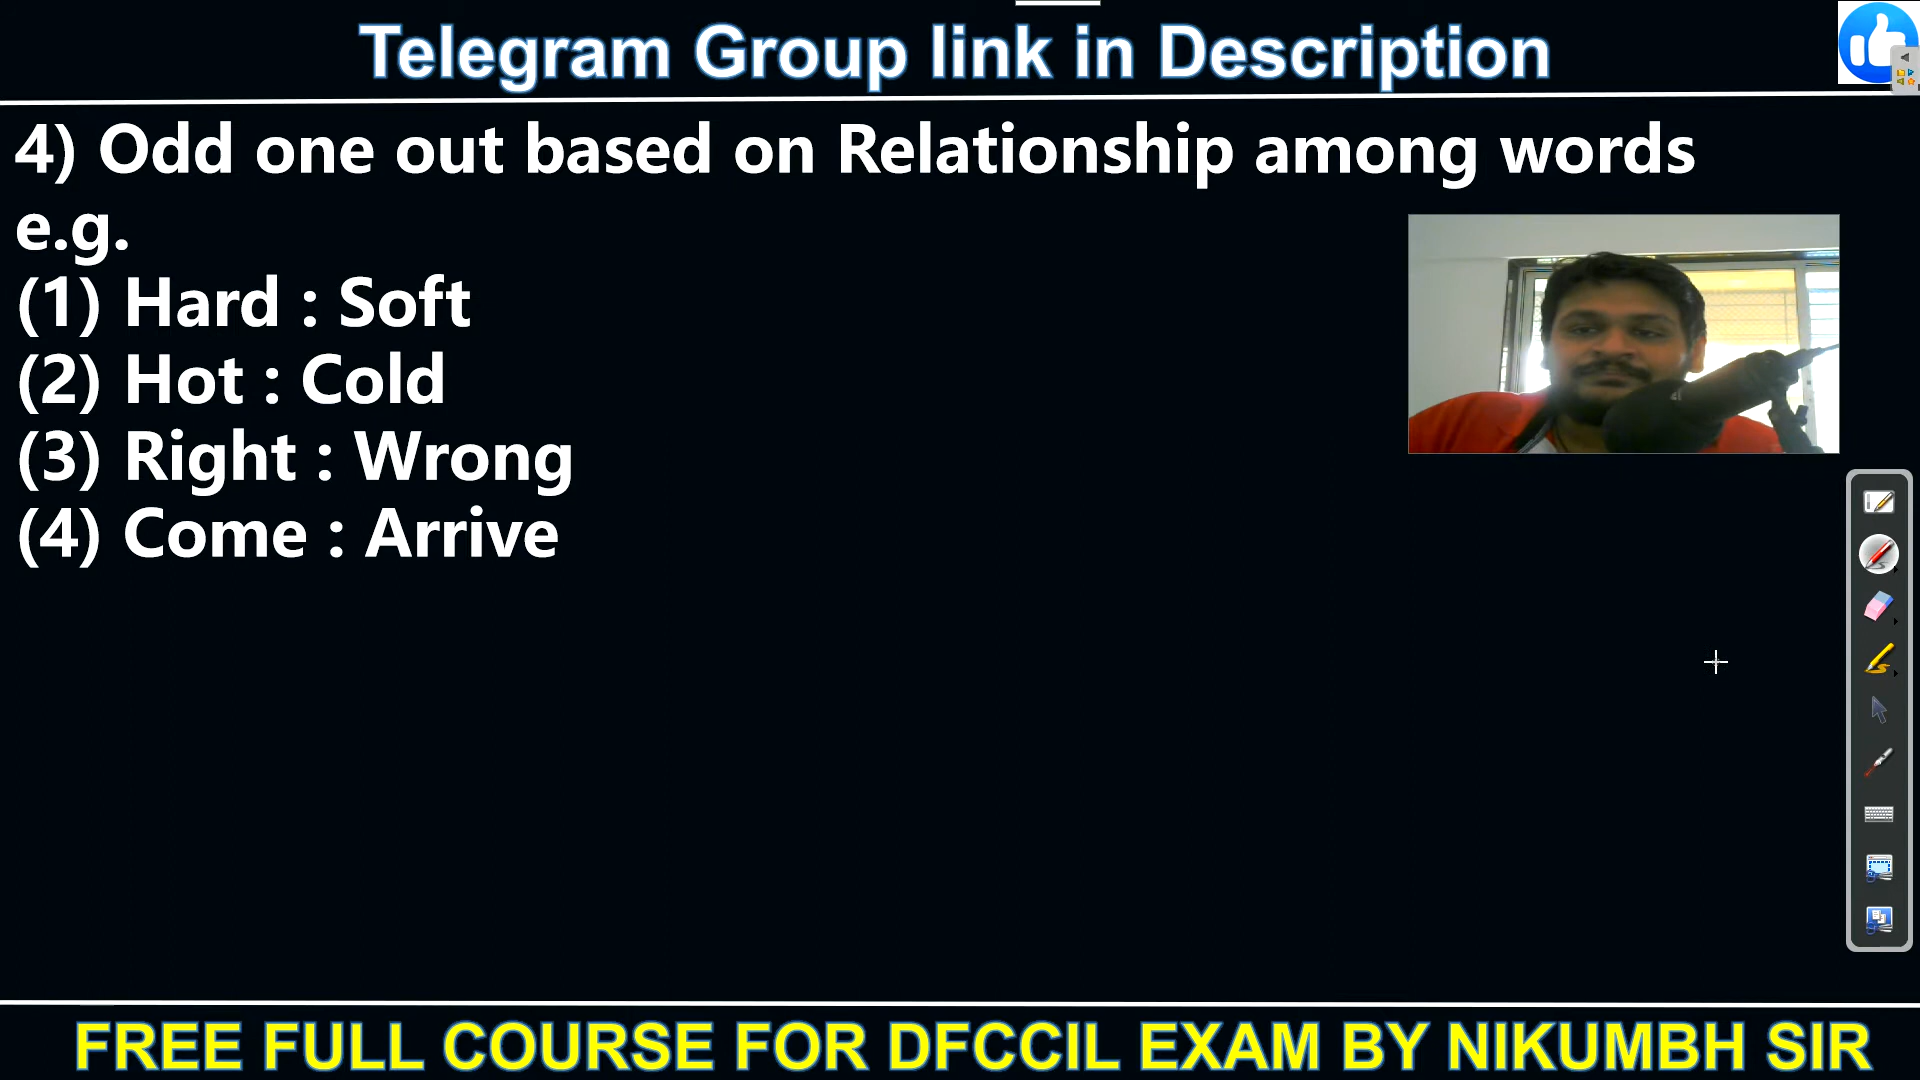 Telegram Group link in Description
4) Odd one out based on Relationship among words
e.g.
(1) Hard : Soft
(2) Hot : Cold
(3) Right : Wrong
(4) Come : Arrive
FREE FULL COURSE FOR DFCCIL EXAM BY NIKUMBH SIR